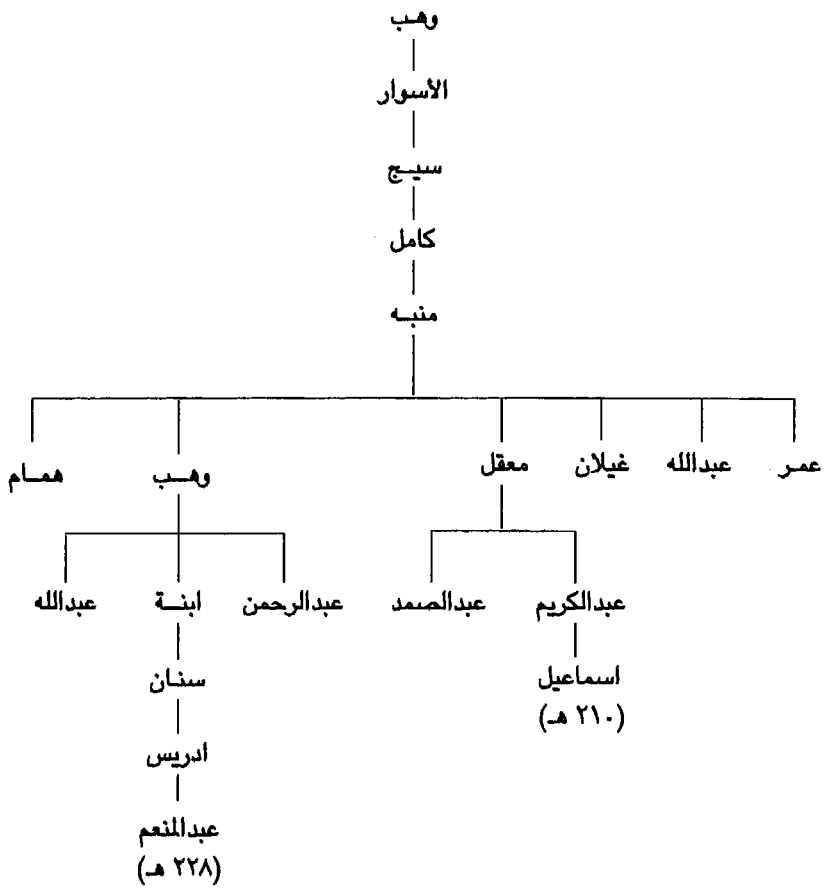 وهب
الأسوار
سيج
كامل
منبه
عمر عبدالله غيلان معقل وهب همام
عبدالكريم عبدالصمد عبدالرحمن ابنة عبدالله
اسماعيل سنان
(٢١٠ هـ)
ادريس
عبدالمنعم
(٢٢٨ هـ)